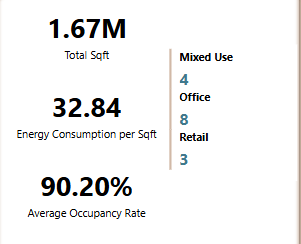 1.67M
Total Sqft
32.84
Energy Consumption per Sqft
90.20%
Average Occupancy Rate
Mixed Use
4
Office
8
Retail
3